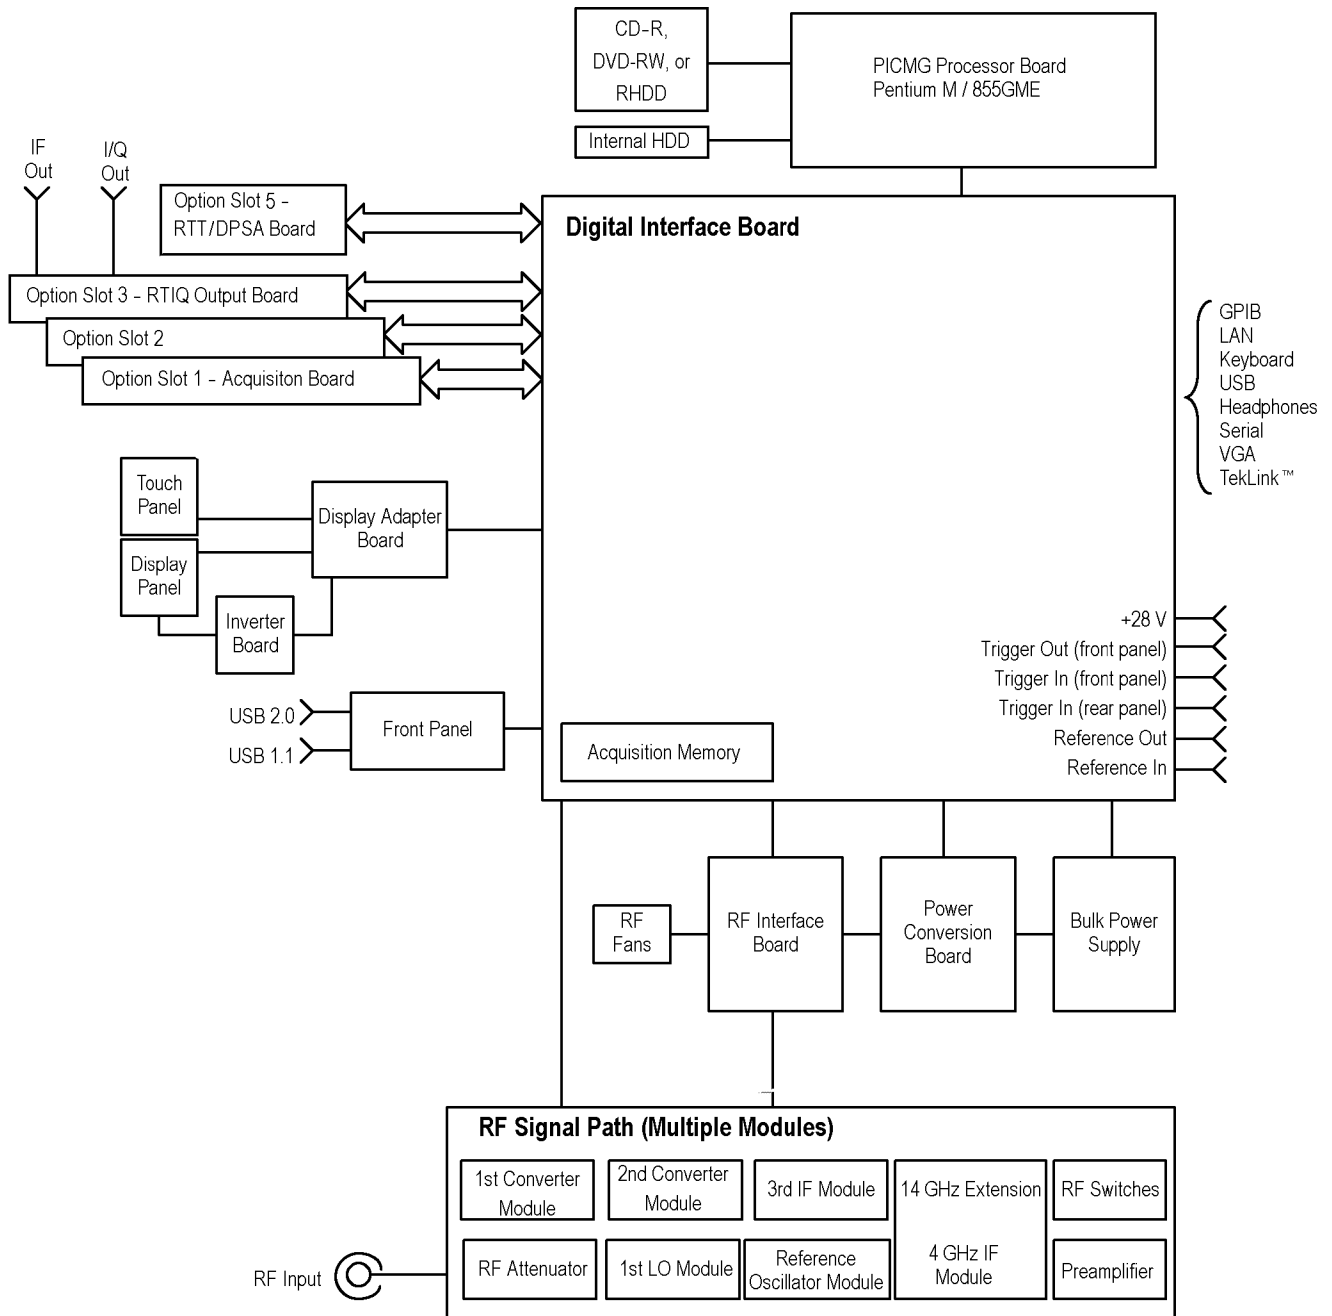 CD-R,
DVD-RW, or
RHDD
PICMG Processor Board
Pentium M / 855GME
Internal HDD
IF
Out
I/Q
Out
Option Slot 5 -
RTT/DPSA Board
Option Slot 3 - RTIQ Output Board
Option Slot 2
Option Slot 1 - Acquisiton Board
Digital Interface Board
GPIB
LAN
Keyboard
USB
Headphones
Serial
VGA
TekLink™
Touch
Panel
Display
Panel
Display Adapter
Board
Inverter
Board
USB 2.0
USB 1.1
Front Panel
Acquisition Memory
+28 V
Trigger Out (front panel)
Trigger In (front panel)
Trigger In (rear panel)
Reference Out
Reference In
RF
Fans
RF Interface
Board
Power
Conversion
Board
Bulk Power
Supply
RF Signal Path (Multiple Modules)
1st Converter
Module
2nd Converter
Module
3rd IF Module
14 GHz Extension
RF Switches
RF Input
RF Attenuator
1st LO Module
Reference
Oscillator Module
4 GHz IF
Module
Preamplifier